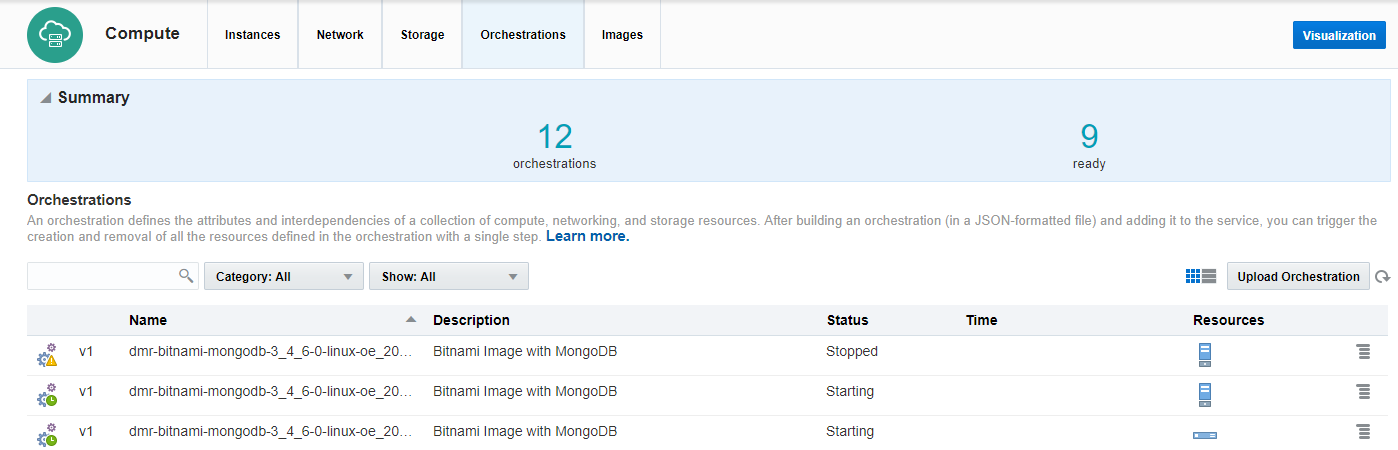 Compute Instances Network Storage Orchestrations Images Visualization
Summary
12 9
orchestrations ready
Orchestrations
An orchestration defines the attributes and interdependencies of a collection of compute, networking, and storage resources. After building an orchestration (in a JSON-formatted file) and adding it to the service, you can trigger the
creation and removal of all the resources defined in the orchestration with a single step. Learn more.
Category: All Show: All Upload Orchestration
Name Description Status Time Resources
v1 dmr-bitnami-mongodb-3_4_6-0-linux-oe_20... Bitnami Image with MongoDB Stopped
v1 dmr-bitnami-mongodb-3_4_6-0-linux-oe_20... Bitnami Image with MongoDB Starting
v1 dmr-bitnami-mongodb-3_4_6-0-linux-oe_20... Bitnami Image with MongoDB Starting